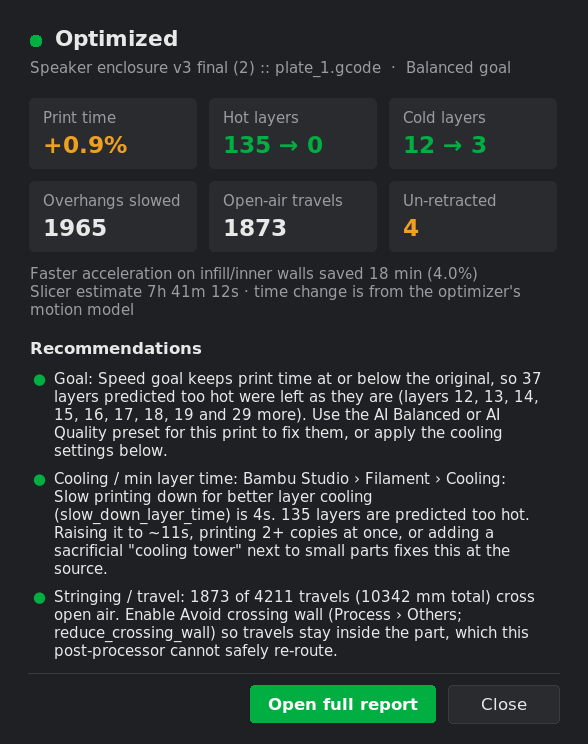 Optimized
Speaker enclosure v3 final (2) :: plate_1.gcode · Balanced goal
Print time
+0.9%
Hot layers
135 → 0
Cold layers
12 → 3
Overhangs slowed
1965
Open-air travels
1873
Un-retracted
4
Faster acceleration on infill/inner walls saved 18 min (4.0%)
Slicer estimate 7h 41m 12s · time change is from the optimizer's
motion model
Recommendations
Goal: Speed goal keeps print time at or below the original, so 37
layers predicted too hot were left as they are (layers 12, 13, 14,
15, 16, 17, 18, 19 and 29 more). Use the AI Balanced or AI
Quality preset for this print to fix them, or apply the cooling
settings below.
Cooling / min layer time: Bambu Studio › Filament › Cooling:
Slow printing down for better layer cooling
(slow_down_layer_time) is 4s. 135 layers are predicted too hot.
Raising it to ~11s, printing 2+ copies at once, or adding a
sacrificial "cooling tower" next to small parts fixes this at the
source.
Stringing / travel: 1873 of 4211 travels (10342 mm total) cross
open air. Enable Avoid crossing wall (Process › Others;
reduce_crossing_wall) so travels stay inside the part, which this
post-processor cannot safely re-route.
Open full report
Close